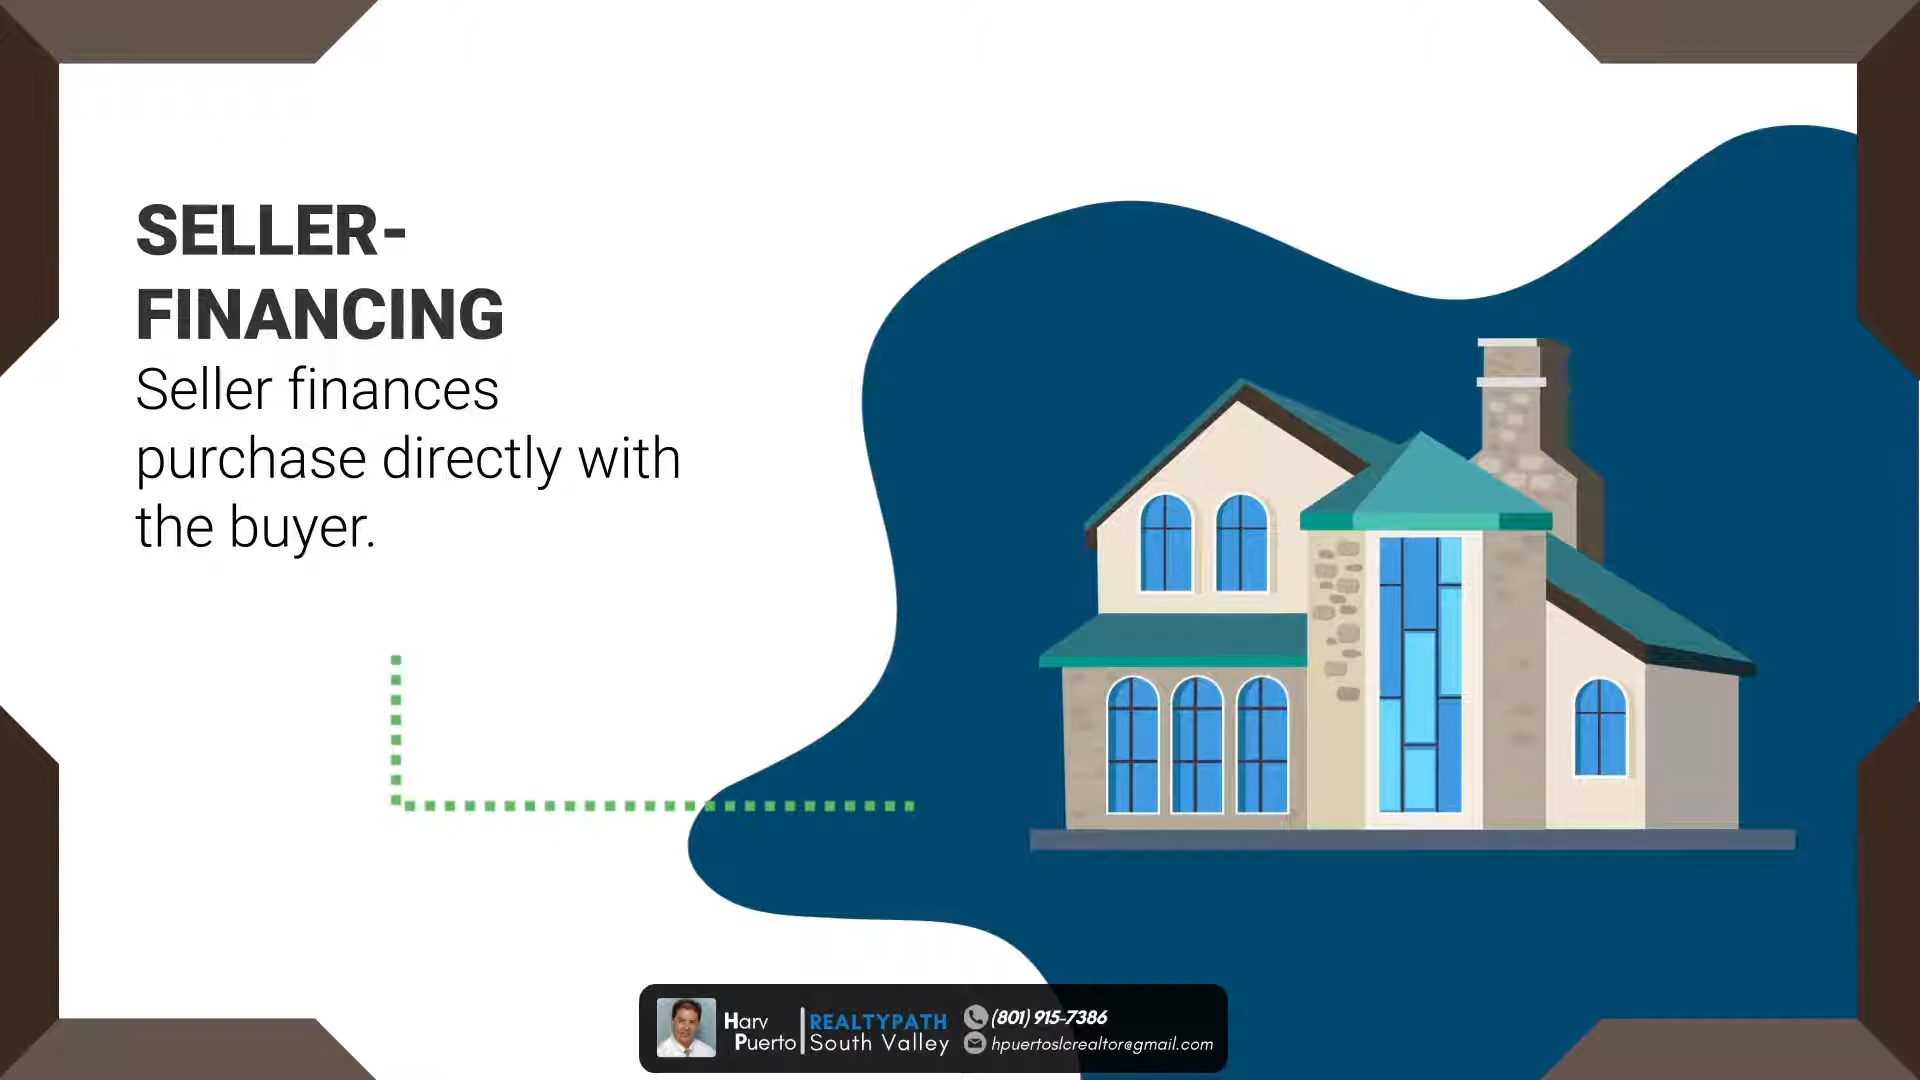 SELLER-
FINANCING
Seller finances
purchase directly with
the buyer.
Harv
Puerto
REALTYPATH
South Valley
(801) 915-7386
hpuertoslcrealtor@gmail.com